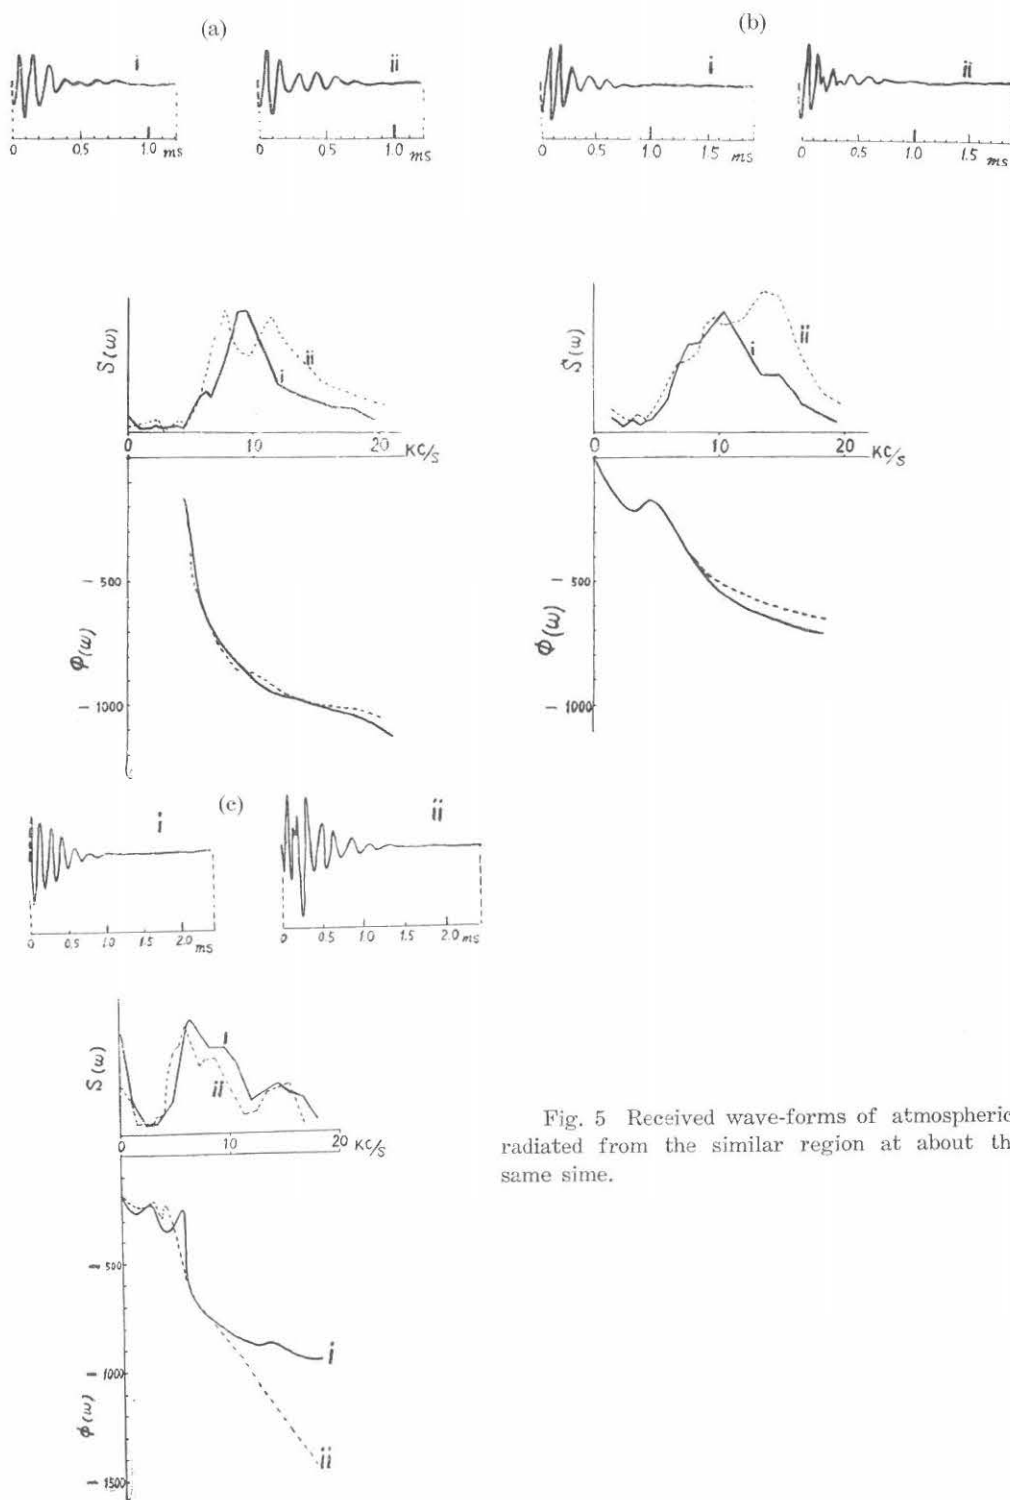 (a)
(b)
i
ii
i
ii
0 0.5 1.0 ms
0 0.5 1.0 ms
0 0.5 1.0 1.5 ms
0 0.5 1.0 1.5
S(ω)
ii
i
0 10 20 KC/S
S(ω)
ii
i
0 10 20 KC/S
Φ(ω)
- 500
- 1000
Φ(ω)
- 500
- 1000
(c)
i
ii
0 0.5 1.0 1.5 2.0 ms
0 0.5 1.0 1.5 2.0 ms
S(ω)
i
ii
0 10 20 KC/S
- 500
- 1000
- 1500
ϕ(ω)
i
ii
Fig. 5 Received wave-forms of atmospheric
radiated from the similar region at about th
same sime.